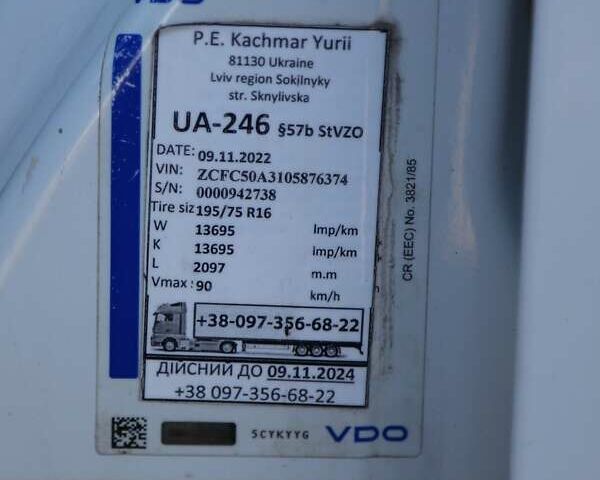 VDO
P.E. Kachmar Yurii
81130 Ukraine
Lviv region Sokilnyky
str. Sknylivska
UA-246 §57b StVZO
DATE: 09.11.2022
VIN: ZCFC50A3105876374
S/N: 0000942738
Tire siz 195/75 R16
W 13695 Imp/km
K 13695 Imp/km
L 2097 m.m
Vmax : 90 km/h
+38-097-356-68-22
ДІЙСНИЙ ДО 09.11.2024
+38 097-356-68-22
CR (EEC) No. 3821/85
5CYKYYG VDO